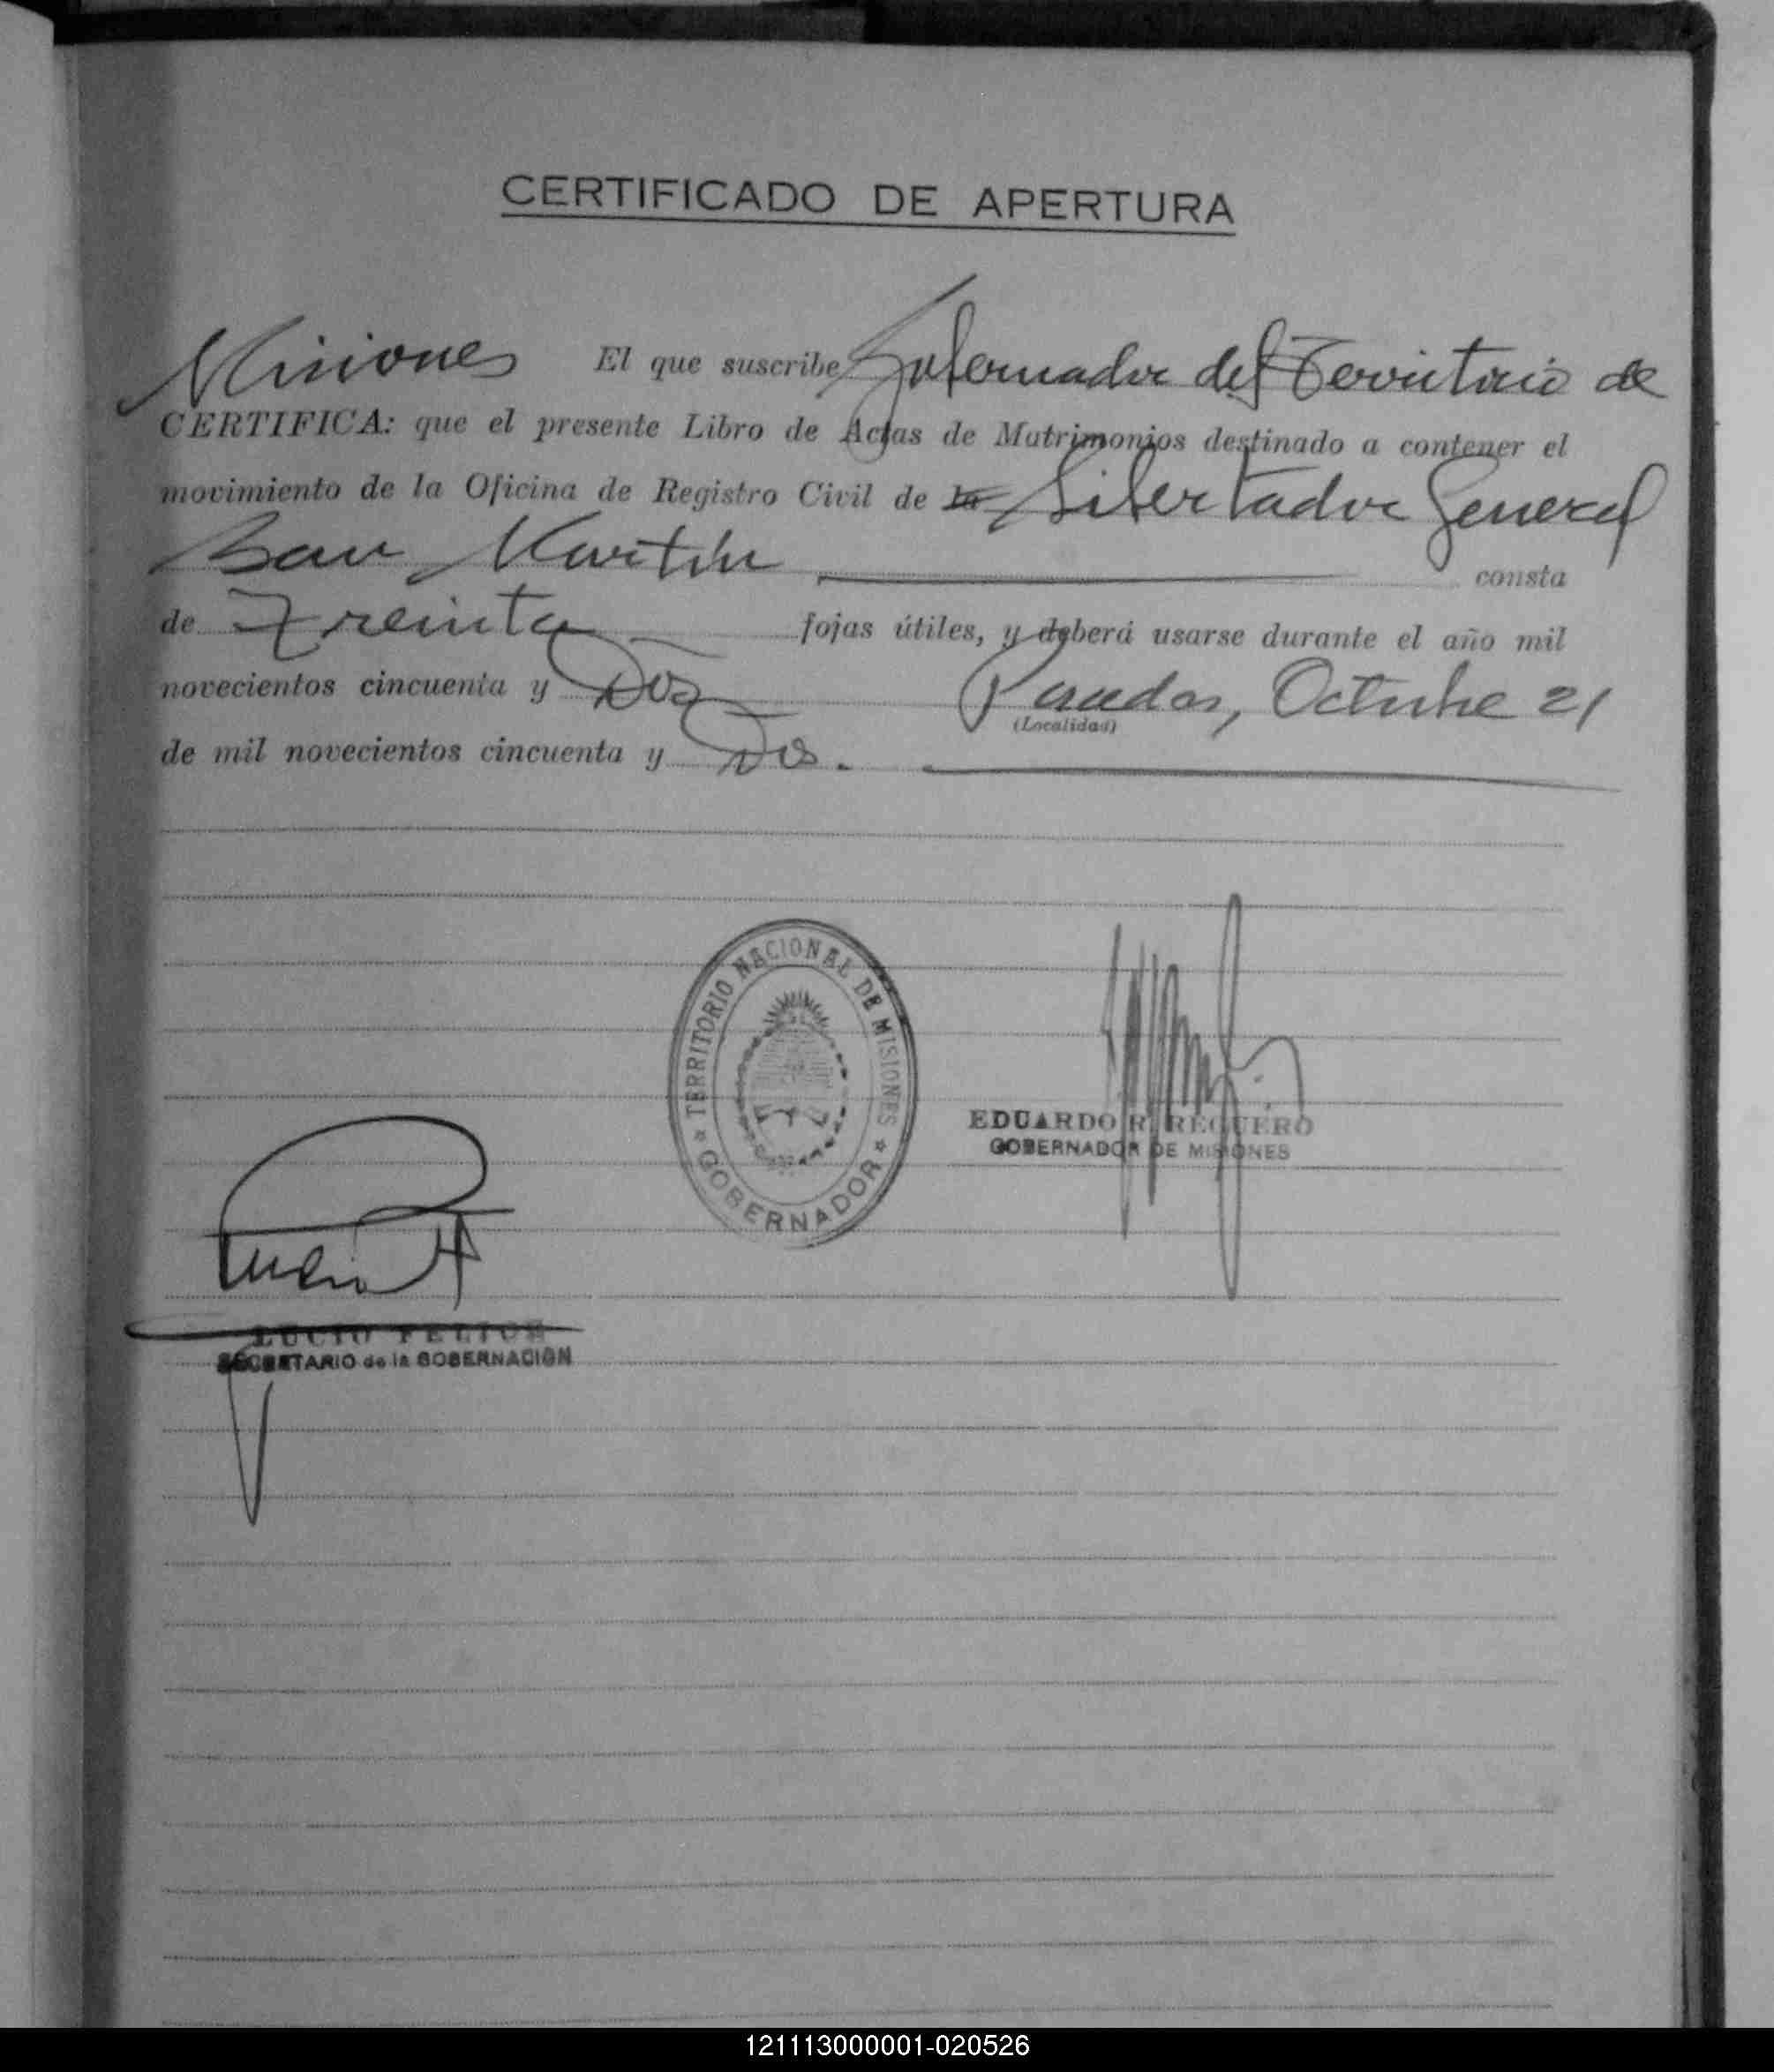 CERTIFICADO DE APERTURA
Misiones El que suscribe Gobernador del Territorio de
CERTIFICA: que el presente Libro de Actas de Matrimonios destinado a contener el
movimiento de la Oficina de Registro Civil de la Libertador General
San Martín consta
de Treinta fojas útiles, y deberá usarse durante el año mil
novecientos cincuenta y Dos Posadas, Octubre 21
(Localidad)
de mil novecientos cincuenta y Dos.
TERRITORIO NACIONAL DE MISIONES
GOBERNADOR
EDUARDO R. REGUERO
GOBERNADOR DE MISIONES
LUCIO FELICE
SECRETARIO de la GOBERNACIÓN
121113000001-020526